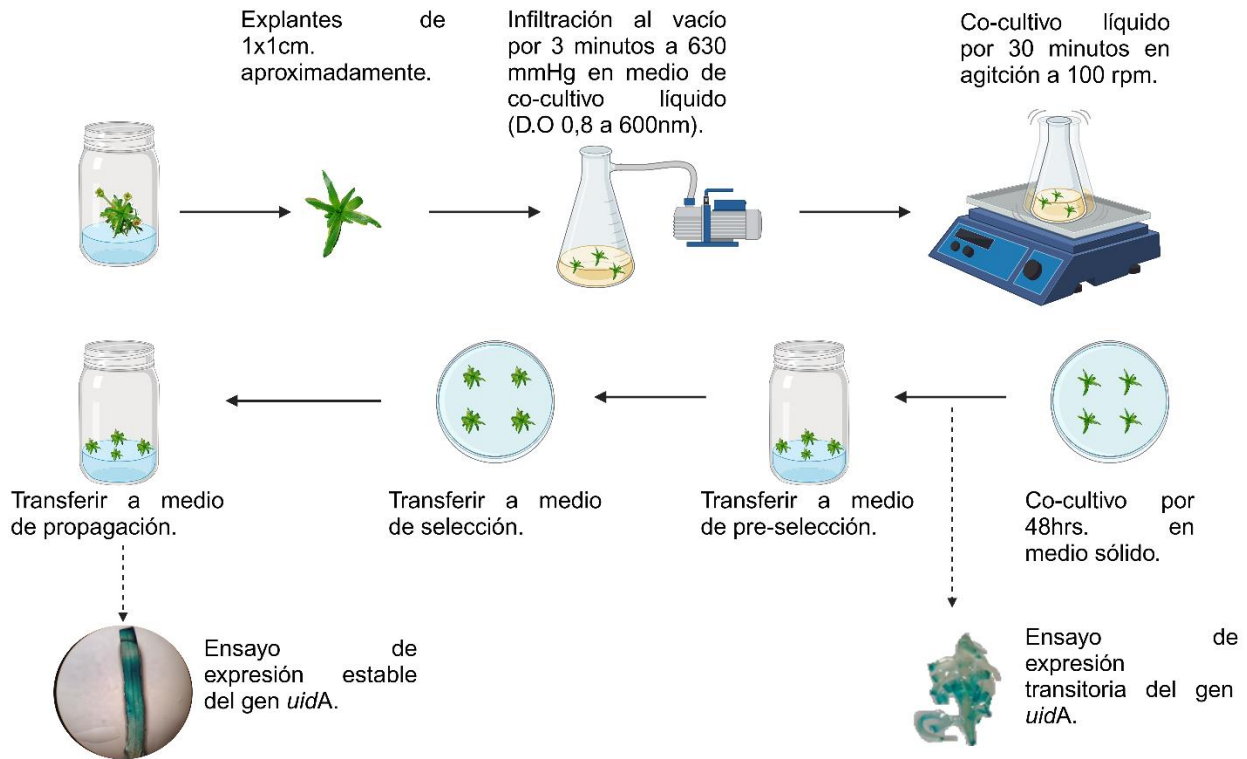 Explantes de
1x1cm.
aproximadamente.
Infiltración al vacío
por 3 minutos a 630
mmHg en medio de
co-cultivo líquido
(D.O 0,8 a 600nm).
Co-cultivo líquido
por 30 minutos en
agitción a 100 rpm.
Transferir a medio
de propagación.
Transferir a medio
de selección.
Transferir a medio
de pre-selección.
Co-cultivo por
48hrs. en
medio sólido.
Ensayo de
expresión estable
del gen uidA.
Ensayo de
expresión
transitoria del gen
uidA.